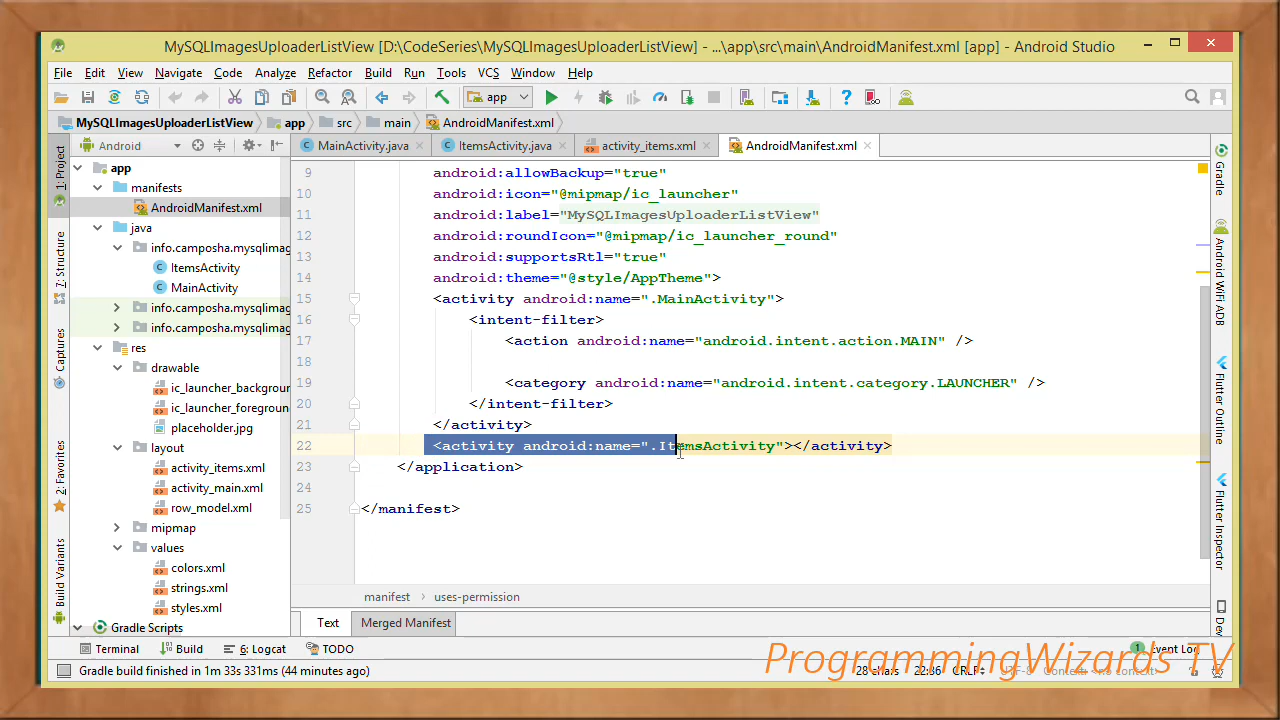 MySQLImagesUploaderListView [D:\CodeSeries\MySQLImagesUploaderListView] - ...\app\src\main\AndroidManifest.xml [app] - Android Studio
File Edit View Navigate Code Analyze Refactor Build Run Tools VCS Window Help
app
MySQLImagesUploaderListView app src main AndroidManifest.xml
Android
MainActivity.java ItemsActivity.java activity_items.xml AndroidManifest.xml
1: Project
7: Structure
Captures
2: Favorites
Build Variants
app
manifests
AndroidManifest.xml
java
info.camposha.mysqlimag
ItemsActivity
MainActivity
info.camposha.mysqlimag
info.camposha.mysqlimag
res
drawable
ic_launcher_backgroun
ic_launcher_foregroun
placeholder.jpg
layout
activity_items.xml
activity_main.xml
row_model.xml
mipmap
values
colors.xml
strings.xml
styles.xml
Gradle Scripts
9 android:allowBackup="true"
10 android:icon="@mipmap/ic_launcher"
11 android:label="MySQLImagesUploaderListView"
12 android:roundIcon="@mipmap/ic_launcher_round"
13 android:supportsRtl="true"
14 android:theme="@style/AppTheme">
15 <activity android:name=".MainActivity">
16 <intent-filter>
17 <action android:name="android.intent.action.MAIN" />
18
19 <category android:name="android.intent.category.LAUNCHER" />
20 </intent-filter>
21 </activity>
22 <activity android:name=".ItemsActivity"></activity>
23 </application>
24
25 </manifest>
manifest uses-permission
Text Merged Manifest
Gradle
Android WiFi ADB
Flutter Outline
Flutter Inspector
Dev
Terminal Build 6: Logcat TODO 1 Event Log
Gradle build finished in 1m 33s 331ms (44 minutes ago) 28 chars 22:36 CRLF UTF-8 Context: <no context>
ProgrammingWizards TV